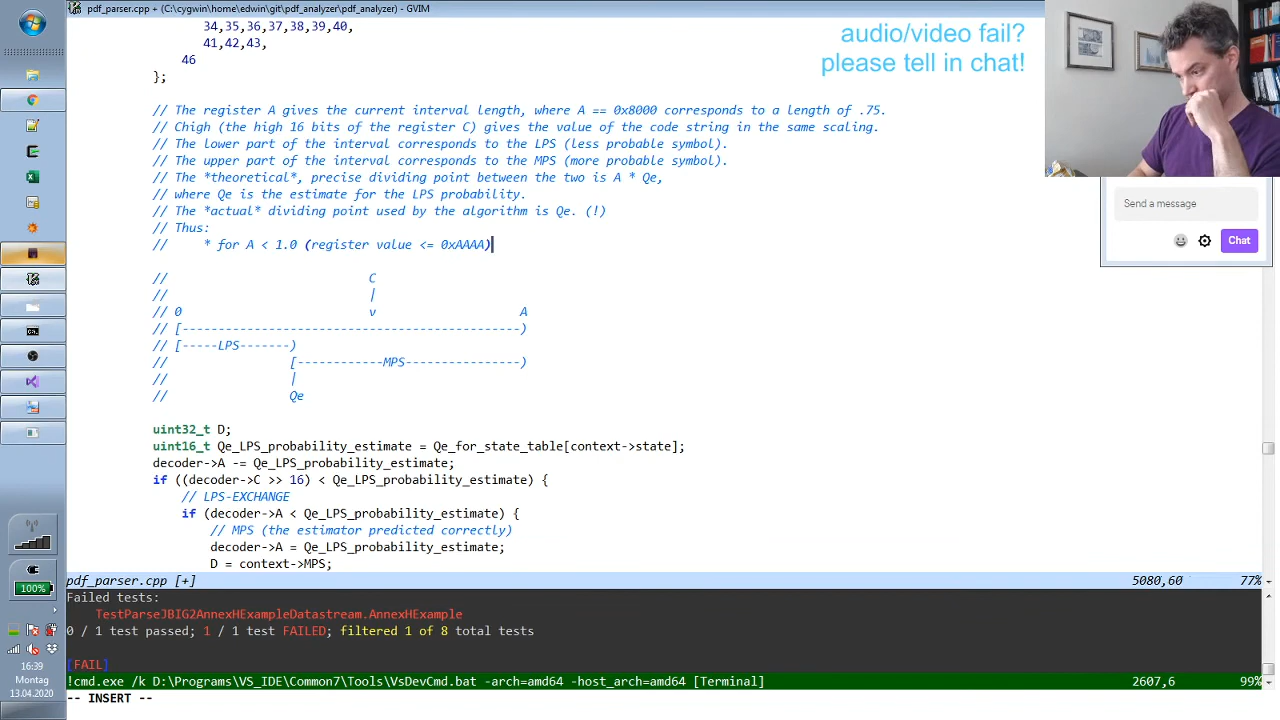 pdf_parser.cpp + (C:\cygwin\home\edwin\git\pdf_analyzer\pdf_analyzer) - GVIM
34,35,36,37,38,39,40,
41,42,43,
46
};
// The register A gives the current interval length, where A == 0x8000 corresponds to a length of .75.
// Chigh (the high 16 bits of the register C) gives the value of the code string in the same scaling.
// The lower part of the interval corresponds to the LPS (less probable symbol).
// The upper part of the interval corresponds to the MPS (more probable symbol).
// The *theoretical*, precise dividing point between the two is A * Qe,
// where Qe is the estimate for the LPS probability.
// The *actual* dividing point used by the algorithm is Qe. (!)
// Thus:
//     * for A < 1.0 (register value <= 0xAAAA)
//                            C
//                            |
// 0                          v                    A
// [-----------------------------------------------)
// [-----LPS-------)
//                 [------------MPS----------------)
//                 |
//                 Qe
uint32_t D;
uint16_t Qe_LPS_probability_estimate = Qe_for_state_table[context->state];
decoder->A -= Qe_LPS_probability_estimate;
if ((decoder->C >> 16) < Qe_LPS_probability_estimate) {
// LPS-EXCHANGE
if (decoder->A < Qe_LPS_probability_estimate) {
// MPS (the estimator predicted correctly)
decoder->A = Qe_LPS_probability_estimate;
D = context->MPS;
pdf_parser.cpp [+] 5080,60 77%
Failed tests:
TestParseJBIG2AnnexHExampleDatastream.AnnexHExample
0 / 1 test passed; 1 / 1 test FAILED; filtered 1 of 8 total tests
[FAIL]
!cmd.exe /k D:\Programs\VS_IDE\Common7\Tools\VsDevCmd.bat -arch=amd64 -host_arch=amd64 [Terminal] 2607,6 99%
-- INSERT --
audio/video fail?
please tell in chat!
Send a message
Chat
100%
16:39
Montag
13.04.2020